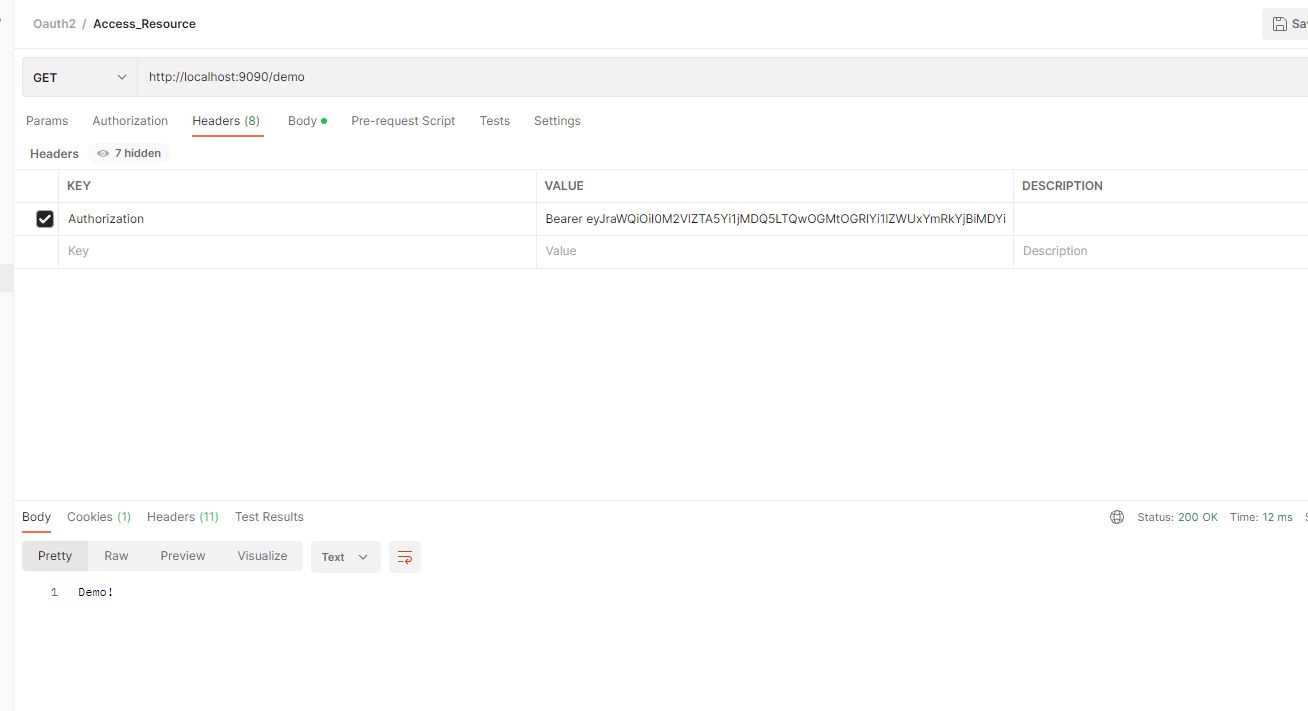 Oauth2 / Access_Resource
GET http://localhost:9090/demo
Params Authorization Headers (8) Body Pre-request Script Tests Settings
Headers 7 hidden
KEY VALUE DESCRIPTION
Authorization Bearer
Key Value Description
Body Cookies (1) Headers (11) Test Results Status: 200 OK Time: 12 ms
Pretty Raw Preview Visualize Text
1 Demo!